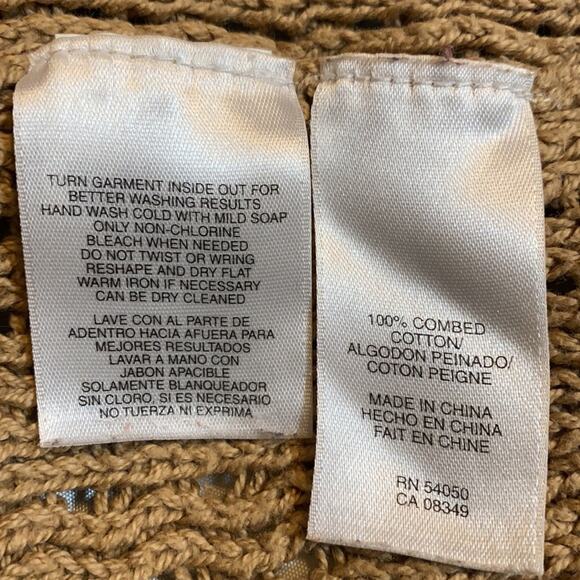 TURN GARMENT INSIDE OUT FOR
BETTER WASHING RESULTS
HAND WASH COLD WITH MILD SOAP
ONLY NON-CHLORINE
BLEACH WHEN NEEDED
DO NOT TWIST OR WRING
RESHAPE AND DRY FLAT
WARM IRON IF NECESSARY
CAN BE DRY CLEANED
LAVE CON AL PARTE DE
ADENTRO HACIA AFUERA PARA
MEJORES RESULTADOS
LAVAR A MANO CON
JABON APACIBLE
SOLAMENTE BLANQUEADOR
SIN CLORO, SI ES NECESARIO
NO TUERZA NI EXPRIMA
100% COMBED
COTTON/
ALGODON PEINADO/
COTON PEIGNE
MADE IN CHINA
HECHO EN CHINA
FAIT EN CHINE
RN 54050
CA 08349